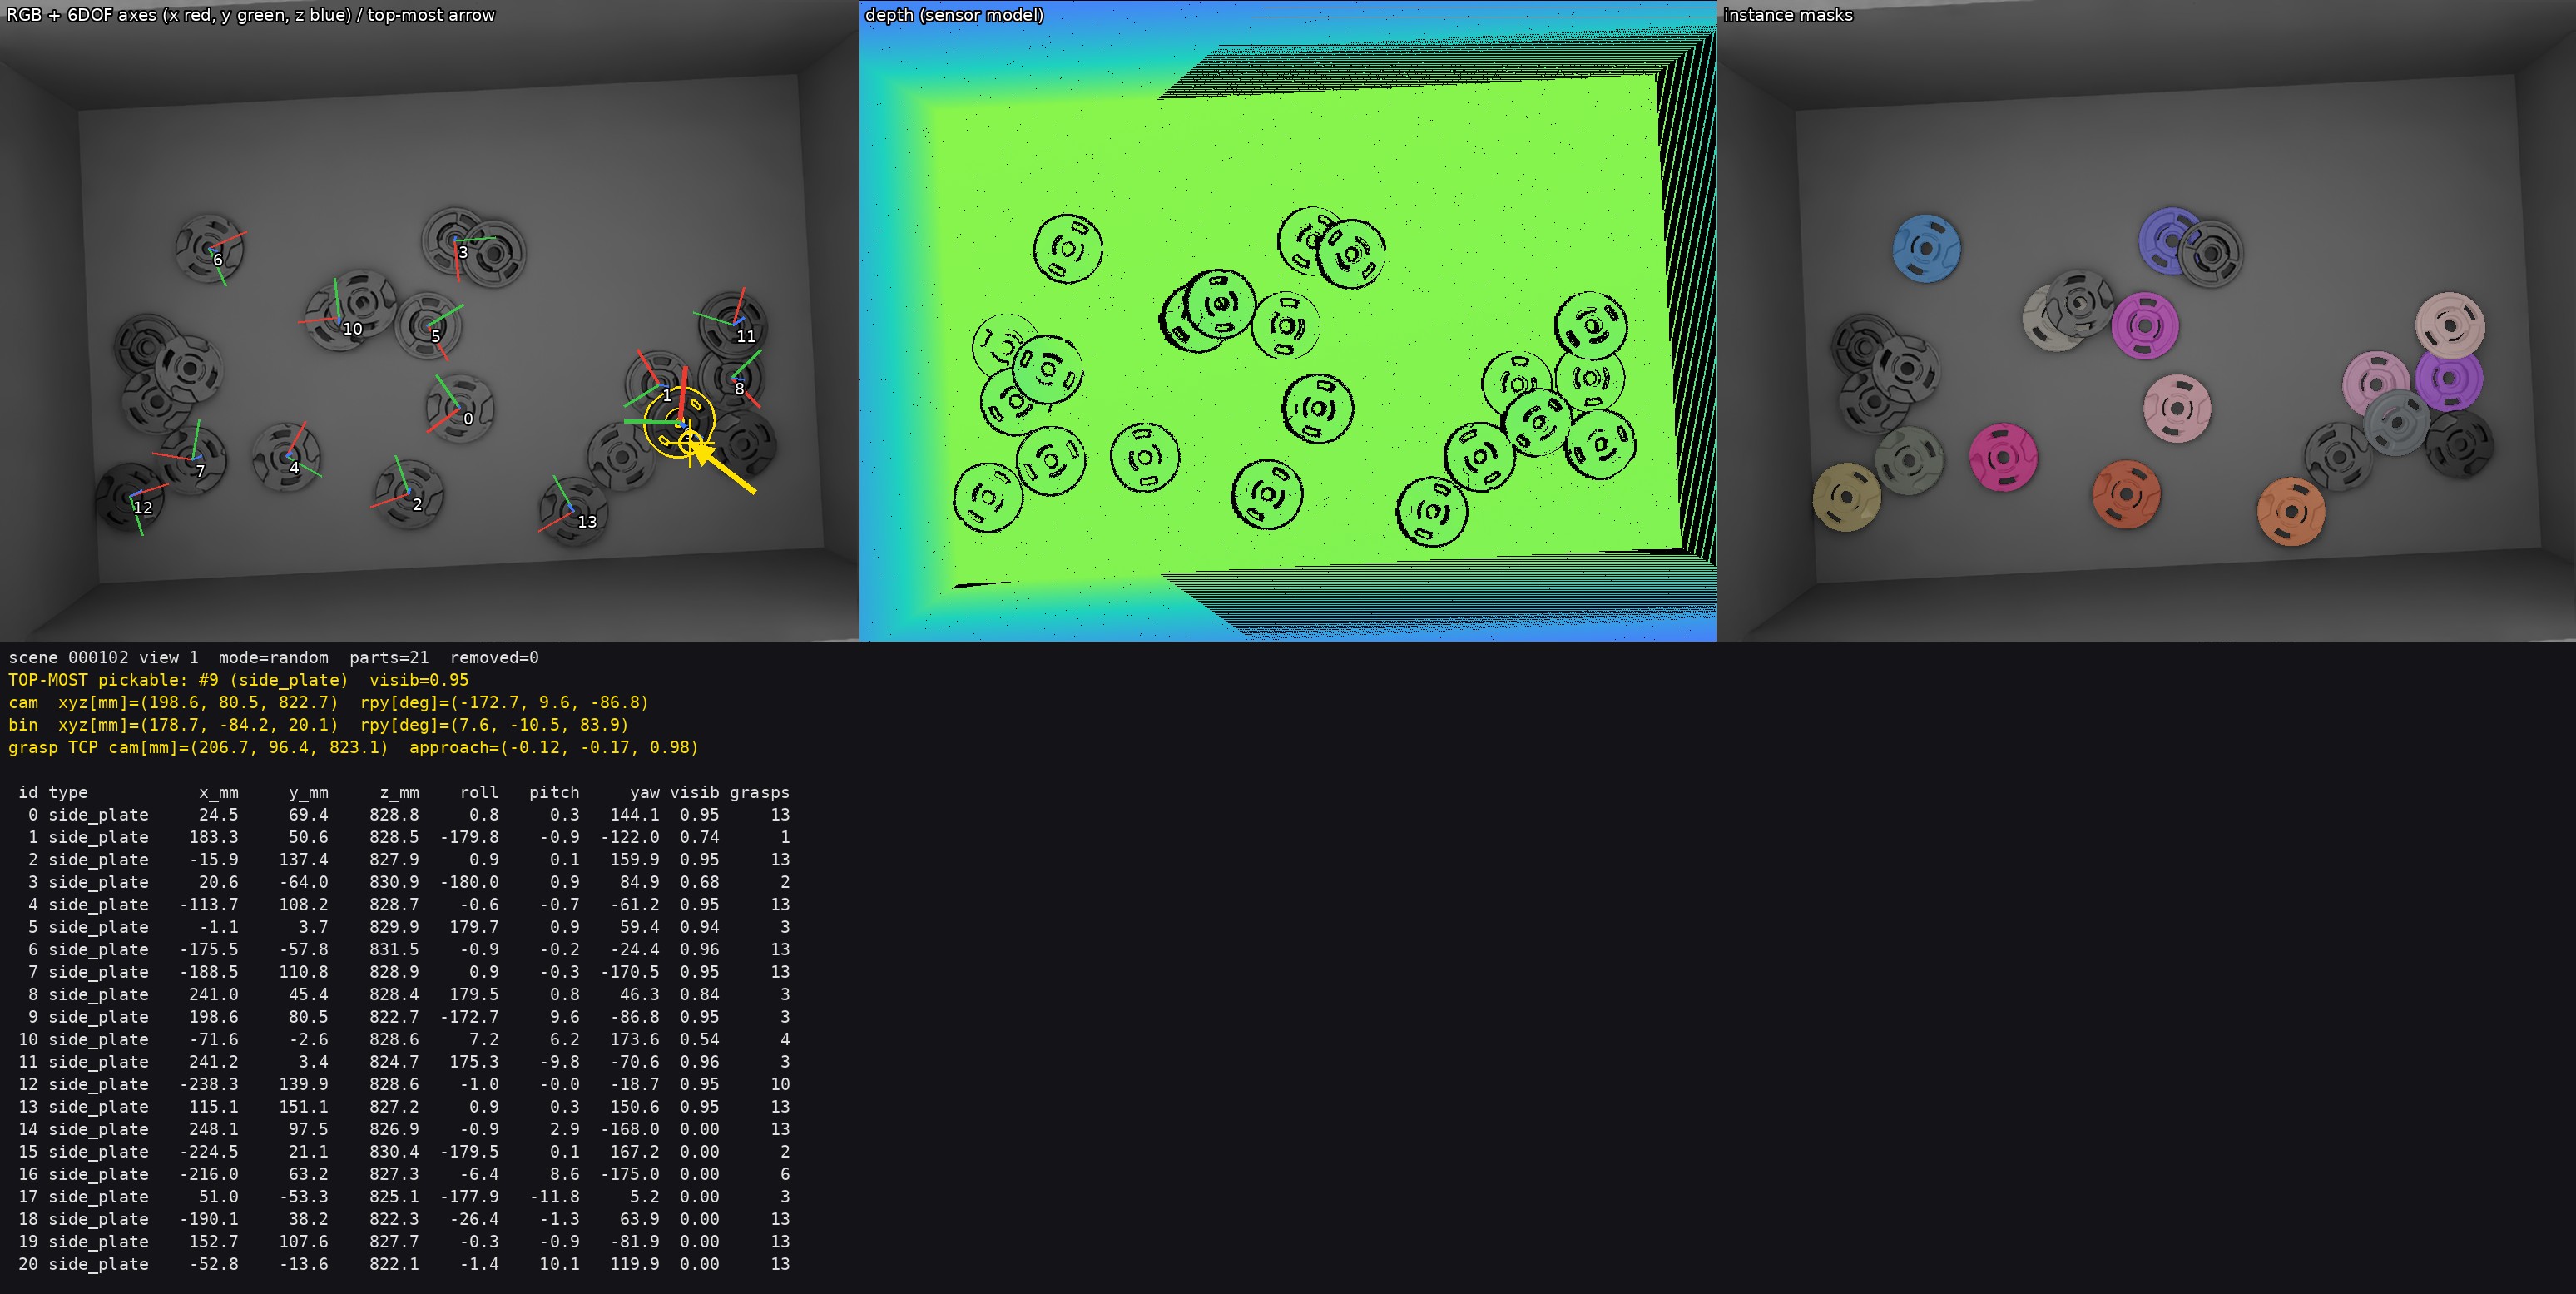 RGB + 6DOF axes (x red, y green, z blue) / top-most arrow
depth (sensor model)
instance masks
3
6
10
5
11
1
8
0
7
4
2
12
13
scene 000102 view 1 mode=random parts=21 removed=0
TOP-MOST pickable: #9 (side_plate) visib=0.95
cam xyz[mm]=(198.6, 80.5, 822.7) rpy[deg]=(-172.7, 9.6, -86.8)
bin xyz[mm]=(178.7, -84.2, 20.1) rpy[deg]=(7.6, -10.5, 83.9)
grasp TCP cam[mm]=(206.7, 96.4, 823.1) approach=(-0.12, -0.17, 0.98)
id type x_mm y_mm z_mm roll pitch yaw visib grasps
0 side_plate 24.5 69.4 828.8 0.8 0.3 144.1 0.95 13
1 side_plate 183.3 50.6 828.5 -179.8 -0.9 -122.0 0.74 1
2 side_plate -15.9 137.4 827.9 0.9 0.1 159.9 0.95 13
3 side_plate 20.6 -64.0 830.9 -180.0 0.9 84.9 0.68 2
4 side_plate -113.7 108.2 828.7 -0.6 -0.7 -61.2 0.95 13
5 side_plate -1.1 3.7 829.9 179.7 0.9 59.4 0.94 3
6 side_plate -175.5 -57.8 831.5 -0.9 -0.2 -24.4 0.96 13
7 side_plate -188.5 110.8 828.9 0.9 -0.3 -170.5 0.95 13
8 side_plate 241.0 45.4 828.4 179.5 0.8 46.3 0.84 3
9 side_plate 198.6 80.5 822.7 -172.7 9.6 -86.8 0.95 3
10 side_plate -71.6 -2.6 828.6 7.2 6.2 173.6 0.54 4
11 side_plate 241.2 3.4 824.7 175.3 -9.8 -70.6 0.96 3
12 side_plate -238.3 139.9 828.6 -1.0 -0.0 -18.7 0.95 10
13 side_plate 115.1 151.1 827.2 0.9 0.3 150.6 0.95 13
14 side_plate 248.1 97.5 826.9 -0.9 2.9 -168.0 0.00 13
15 side_plate -224.5 21.1 830.4 -179.5 0.1 167.2 0.00 2
16 side_plate -216.0 63.2 827.3 -6.4 8.6 -175.0 0.00 6
17 side_plate 51.0 -53.3 825.1 -177.9 -11.8 5.2 0.00 3
18 side_plate -190.1 38.2 822.3 -26.4 -1.3 63.9 0.00 13
19 side_plate 152.7 107.6 827.7 -0.3 -0.9 -81.9 0.00 13
20 side_plate -52.8 -13.6 822.1 -1.4 10.1 119.9 0.00 13